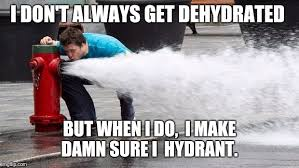 I DON'T ALWAYS GET DEHYDRATED
BUT WHEN I DO, I MAKE
DAMN SURE I HYDRANT.
imgflip.com